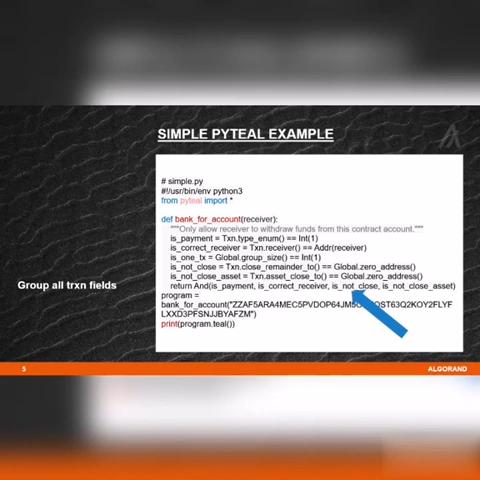 SIMPLE PYTEAL EXAMPLE
# simple.py
#!/usr/bin/env python3
from pyteal import *
def bank_for_account(receiver):
"""Only allow receiver to withdraw funds from this contract account."""
is_payment = Txn.type_enum() == Int(1)
is_correct_receiver = Txn.receiver() == Addr(receiver)
is_one_tx = Global.group_size() == Int(1)
is_not_close = Txn.close_remainder_to() == Global.zero_address()
is_not_close_asset = Txn.asset_close_to() == Global.zero_address()
return And(is_payment, is_correct_receiver, is_not_close, is_not_close_asset)
program =
LXXD3PFSNJJBYAFZM")
print(program.teal())
Group all trxn fields
5
ALGORAND